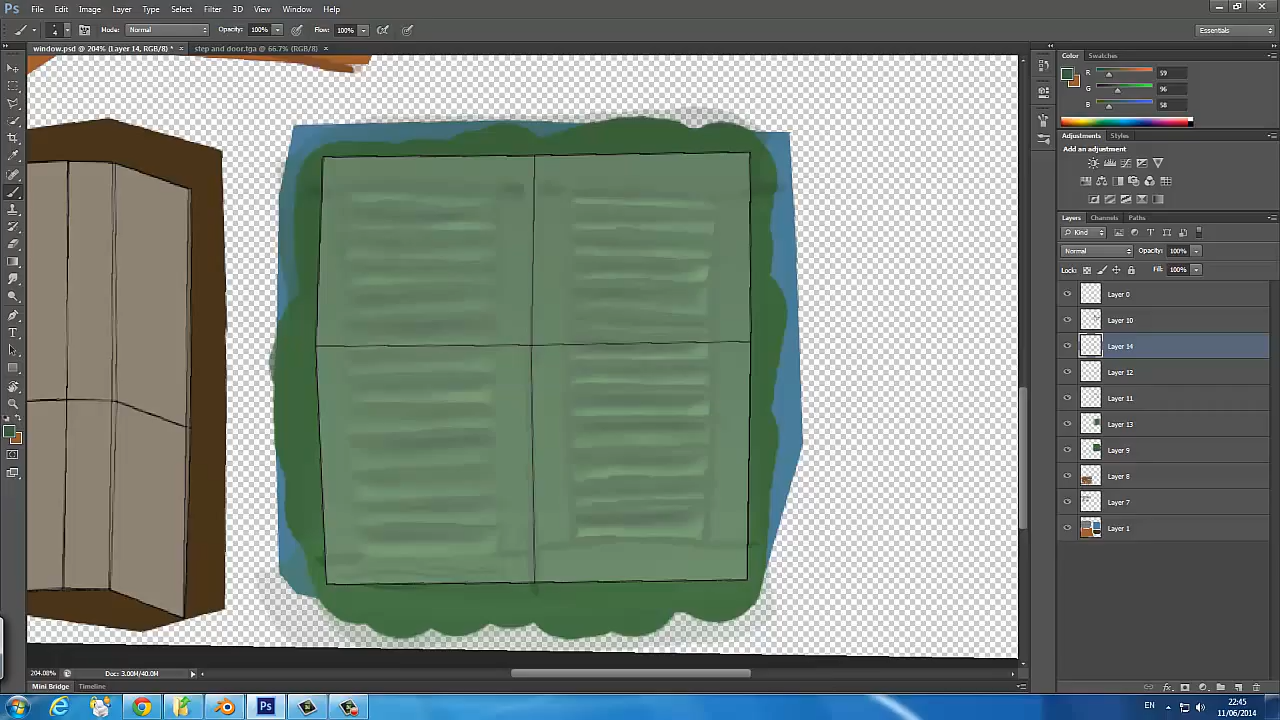 Ps File Edit Image Layer Type Select Filter 3D View Window Help
4 Mode: Normal Opacity: 100% Flow: 100% Essentials
window.psd @ 204% (Layer 14, RGB/8) * × step and door.tga @ 66.7% (RGB/8) ×
Color Swatches
R 59
G 96
B 58
Adjustments Styles
Add an adjustment
Layers Channels Paths
Kind
Normal Opacity: 100%
Lock: Fill: 100%
Layer 0
Layer 10
Layer 14
Layer 12
Layer 11
Layer 13
Layer 9
Layer 8
Layer 7
Layer 1
204.08% Doc: 3.00M/40.0M
Mini Bridge Timeline
fx
Ps EN 22:45
11/06/2014